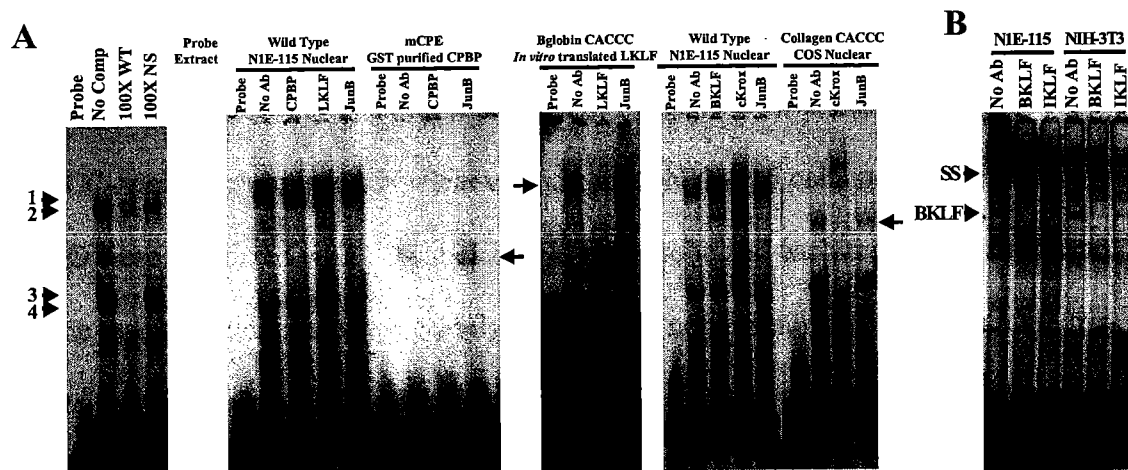 A
Probe
No Comp
100X WT
100X NS
1
2
3
4
Probe
Extract
Wild Type
N1E-115 Nuclear
Probe
No Ab
CPBP
LKLF
JunB
mCPE
GST purified CPBP
Probe
No Ab
CPBP
JunB
Bglobin CACCC
In vitro translated LKLF
Probe
No Ab
LKLF
JunB
Wild Type
N1E-115 Nuclear
Probe
No Ab
BKLF
cKrox
JunB
Collagen CACCC
COS Nuclear
Probe
No Ab
cKrox
JunB
B
N1E-115
NIH-3T3
No Ab
BKLF
IKLF
No Ab
BKLF
IKLF
SS
BKLF